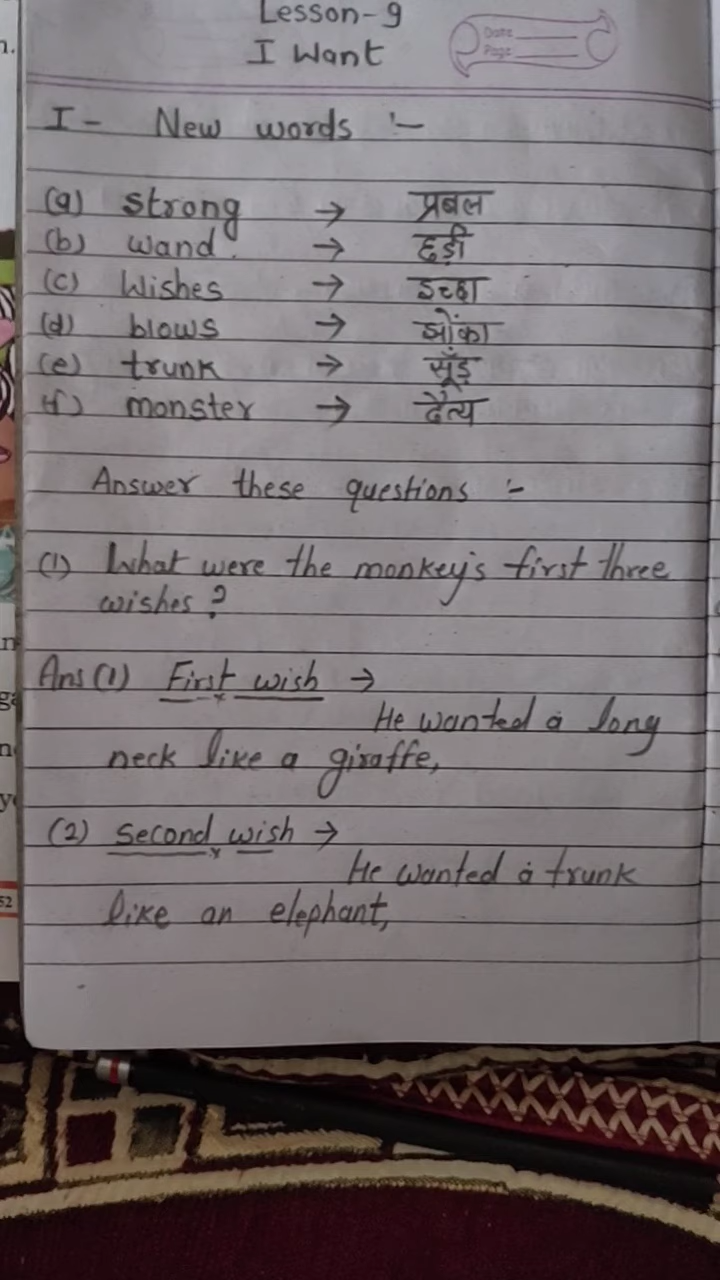 Lesson-9
I Want
Date
Page
I- New words :-
(a) strong → प्रबल
(b) wand. → छड़ी
(c) Wishes → इच्छा
(d) blows → झोंका
(e) trunk → सूँड़
(f) monster → दैत्य
Answer these questions :-
(1) What were the monkey's first three
wishes?
Ans (1) First wish →
He wanted a long
neck like a giraffe,
(2) Second wish →
He wanted a trunk
like an elephant,
52